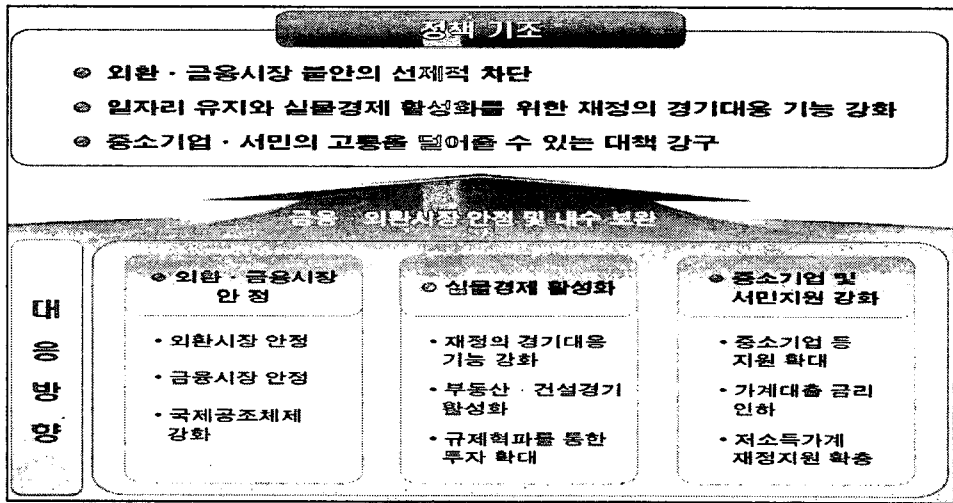 정책 기조
외환 · 금융시장 불안의 선제적 차단
일자리 유지와 실물경제 활성화를 위한 재정의 경기대응 기능 강화
중소기업 · 서민의 고통을 덜어줄 수 있는 대책 강구
금융 · 외환시장 안정 및 내수 보완
대응방향
외환 · 금융시장
안 정
• 외환시장 안정
• 금융시장 안정
• 국제공조체제
강화
실물경제 활성화
• 재정의 경기대응
기능 강화
• 부동산 · 건설경기
활성화
• 규제혁파를 통한
투자 확대
중소기업 및
서민지원 강화
• 중소기업 등
지원 확대
• 가계대출 금리
인하
• 저소득가계
재정지원 확충